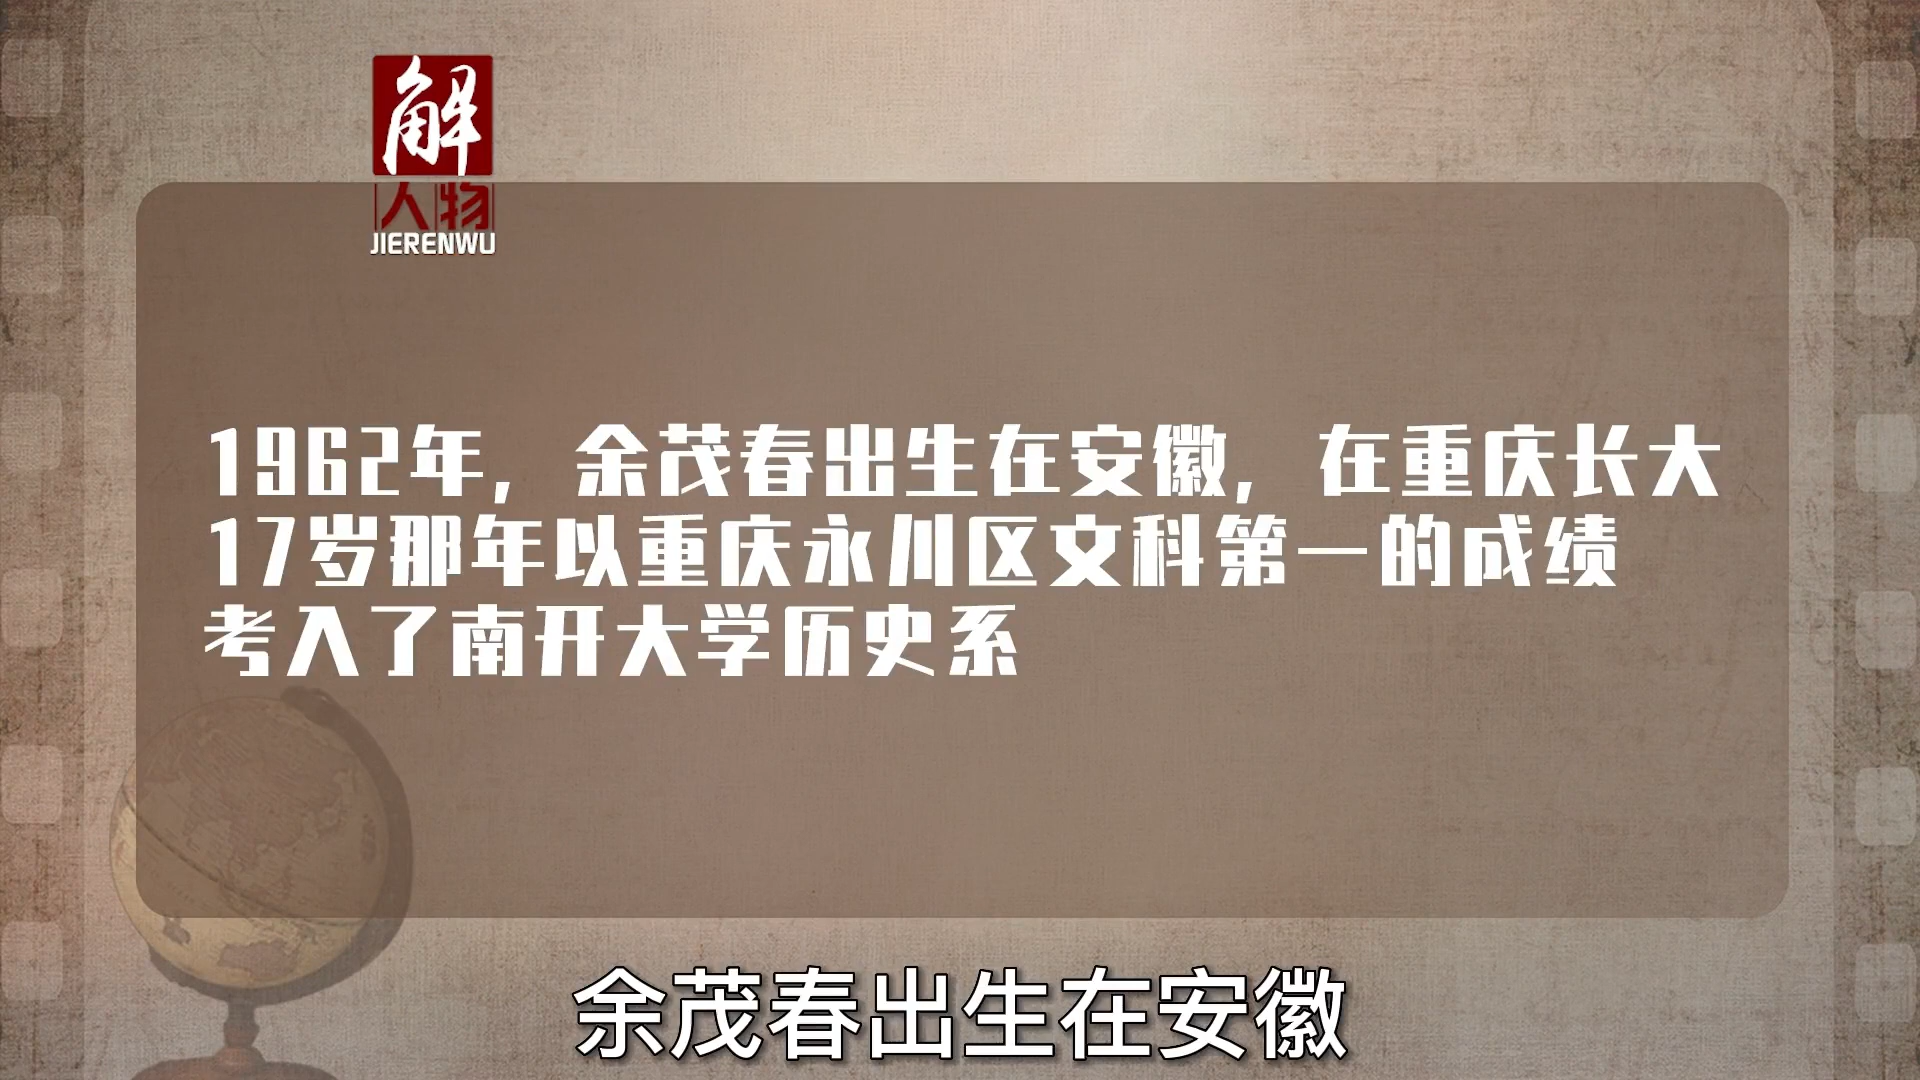 解
人物
JIERENWU
1962年，余茂春出生在安徽，在重庆长大
17岁那年以重庆永川区文科第一的成绩
考入了南开大学历史系
余茂春出生在安徽